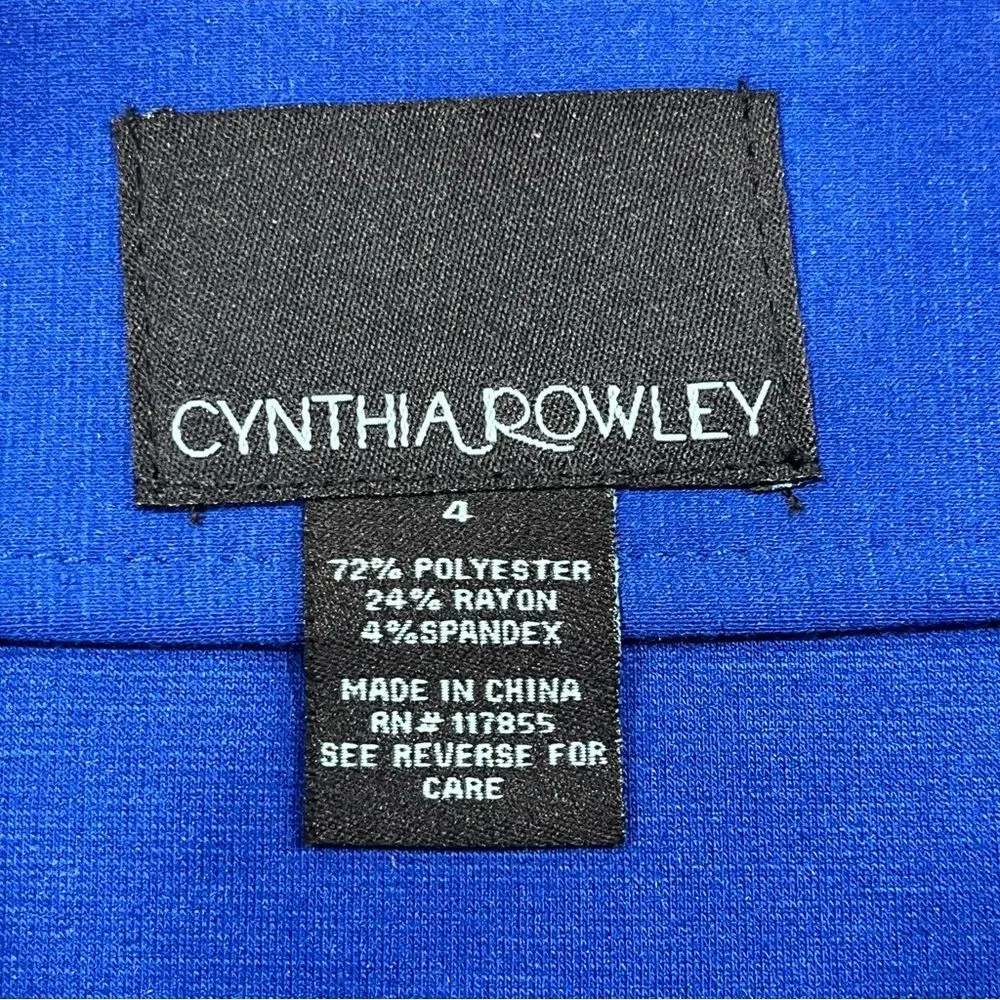 CYNTHIA ROWLEY
4
72% POLYESTER
24% RAYON
4%SPANDEX
MADE IN CHINA
RN# 117855
SEE REVERSE FOR
CARE